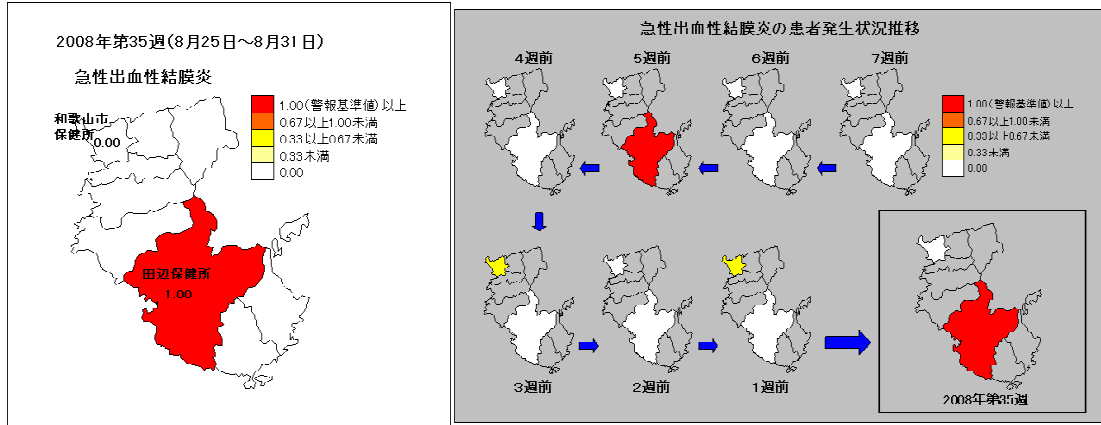 2008年第35週(8月25日～8月31日)
急性出血性結膜炎
和歌山市
保健所
0.00
1.00(警報基準値)以上
0.67以上1.00未満
0.33以上0.67未満
0.33未満
0.00
田辺保健所
1.00
急性出血性結膜炎の患者発生状況推移
4週前
5週前
6週前
7週前
1.00(警報基準値)以上
0.67以上1.00未満
0.33以上0.67未満
0.33未満
0.00
3週前
2週前
1週前
2008年第35週